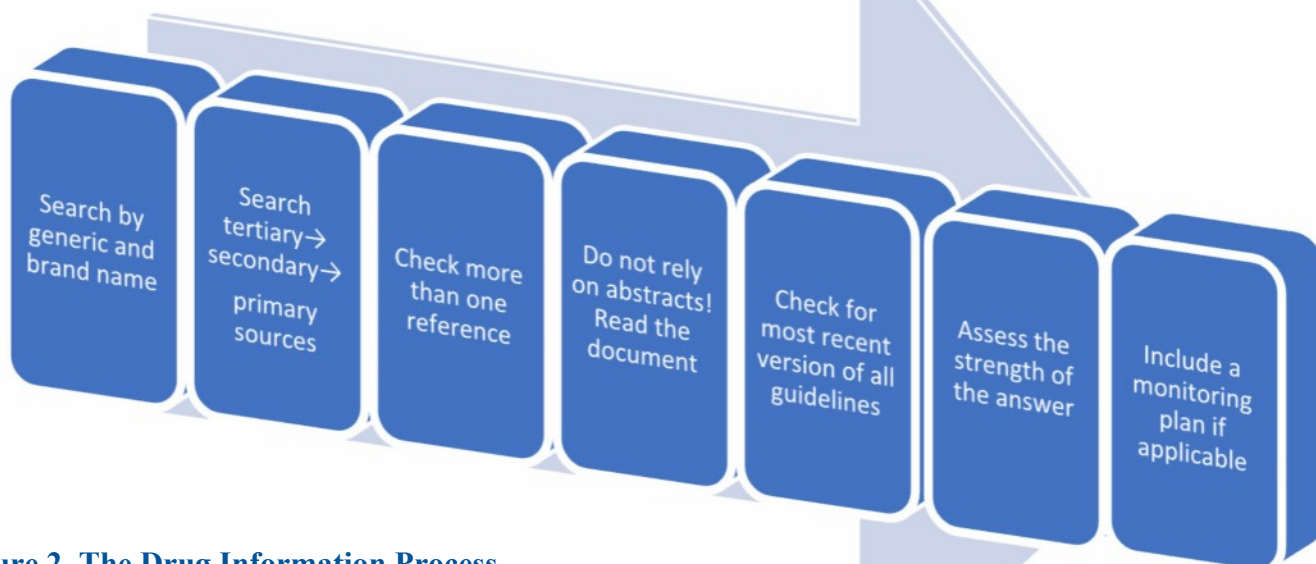 Search by
generic and
brand name
Search
tertiary→
secondary→
primary
sources
Check more
than one
reference
Do not rely
on abstracts!
Read the
document
Check for
most recent
version of all
guidelines
Assess the
strength of
the answer
Include a
monitoring
plan if
applicable
ure 2. The Drug Information Process